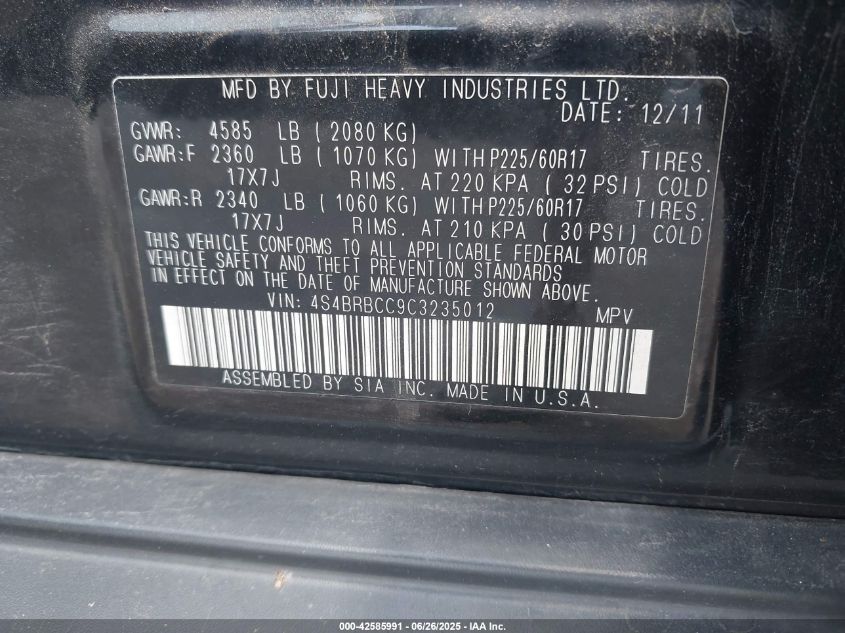 MFD BY FUJI HEAVY INDUSTRIES LTD.
DATE: 12/11
GVWR: 4585 LB ( 2080 KG)
GAWR:F 2360 LB ( 1070 KG) WITH P225/60R17 TIRES.
17X7J RIMS. AT 220 KPA ( 32 PSI) COLD
GAWR:R 2340 LB ( 1060 KG) WITH P225/60R17 TIRES.
17X7J RIMS. AT 210 KPA ( 30 PSI) COLD
THIS VEHICLE CONFORMS TO ALL APPLICABLE FEDERAL MOTOR
VEHICLE SAFETY AND THEFT PREVENTION STANDARDS
IN EFFECT ON THE DATE OF MANUFACTURE SHOWN ABOVE.
VIN: 4S4BRBCC9C3235012 MPV
ASSEMBLED BY SIA INC. MADE IN U.S.A.
000-42585991 - 06/26/2025 - IAA Inc.